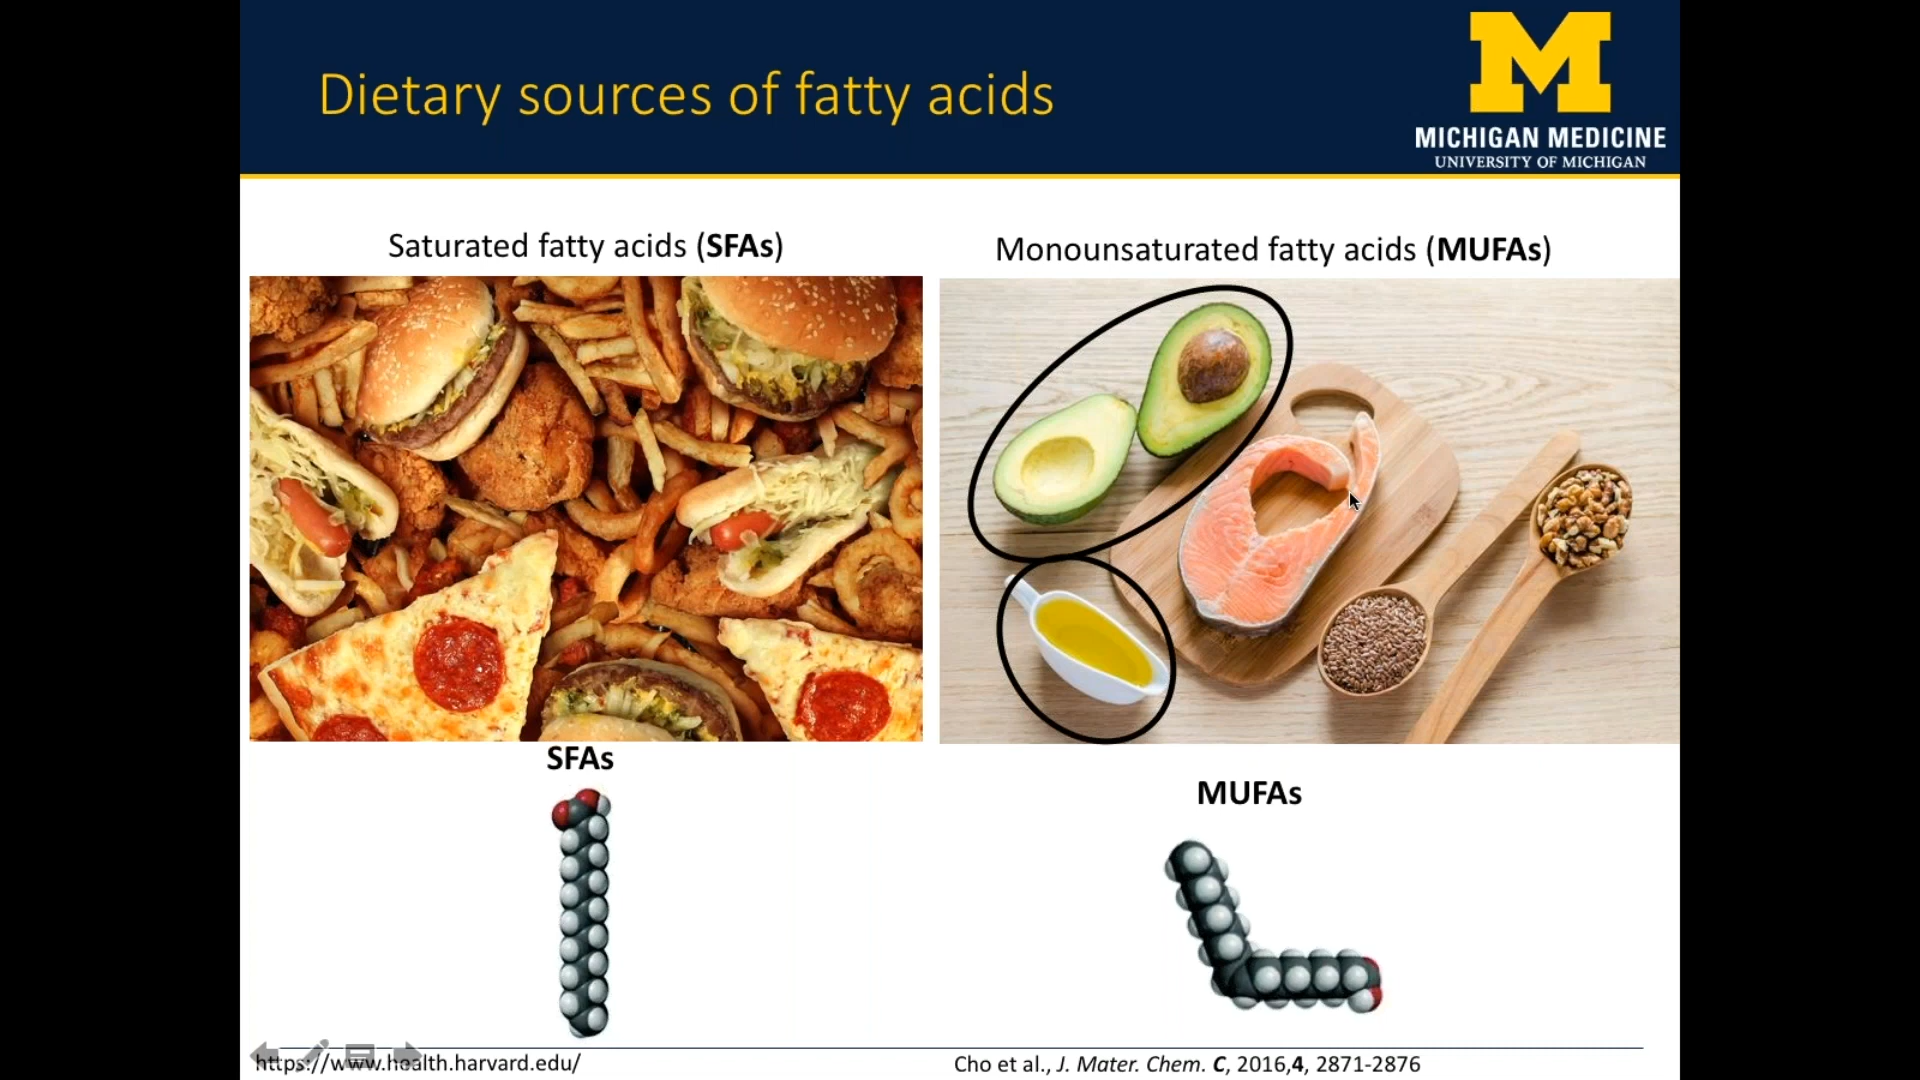 Dietary sources of fatty acids
M
MICHIGAN MEDICINE
UNIVERSITY OF MICHIGAN
Saturated fatty acids (SFAs)
Monounsaturated fatty acids (MUFAs)
SFAs
MUFAs
https://www.health.harvard.edu/
Cho et al., J. Mater. Chem. C, 2016,4, 2871-2876